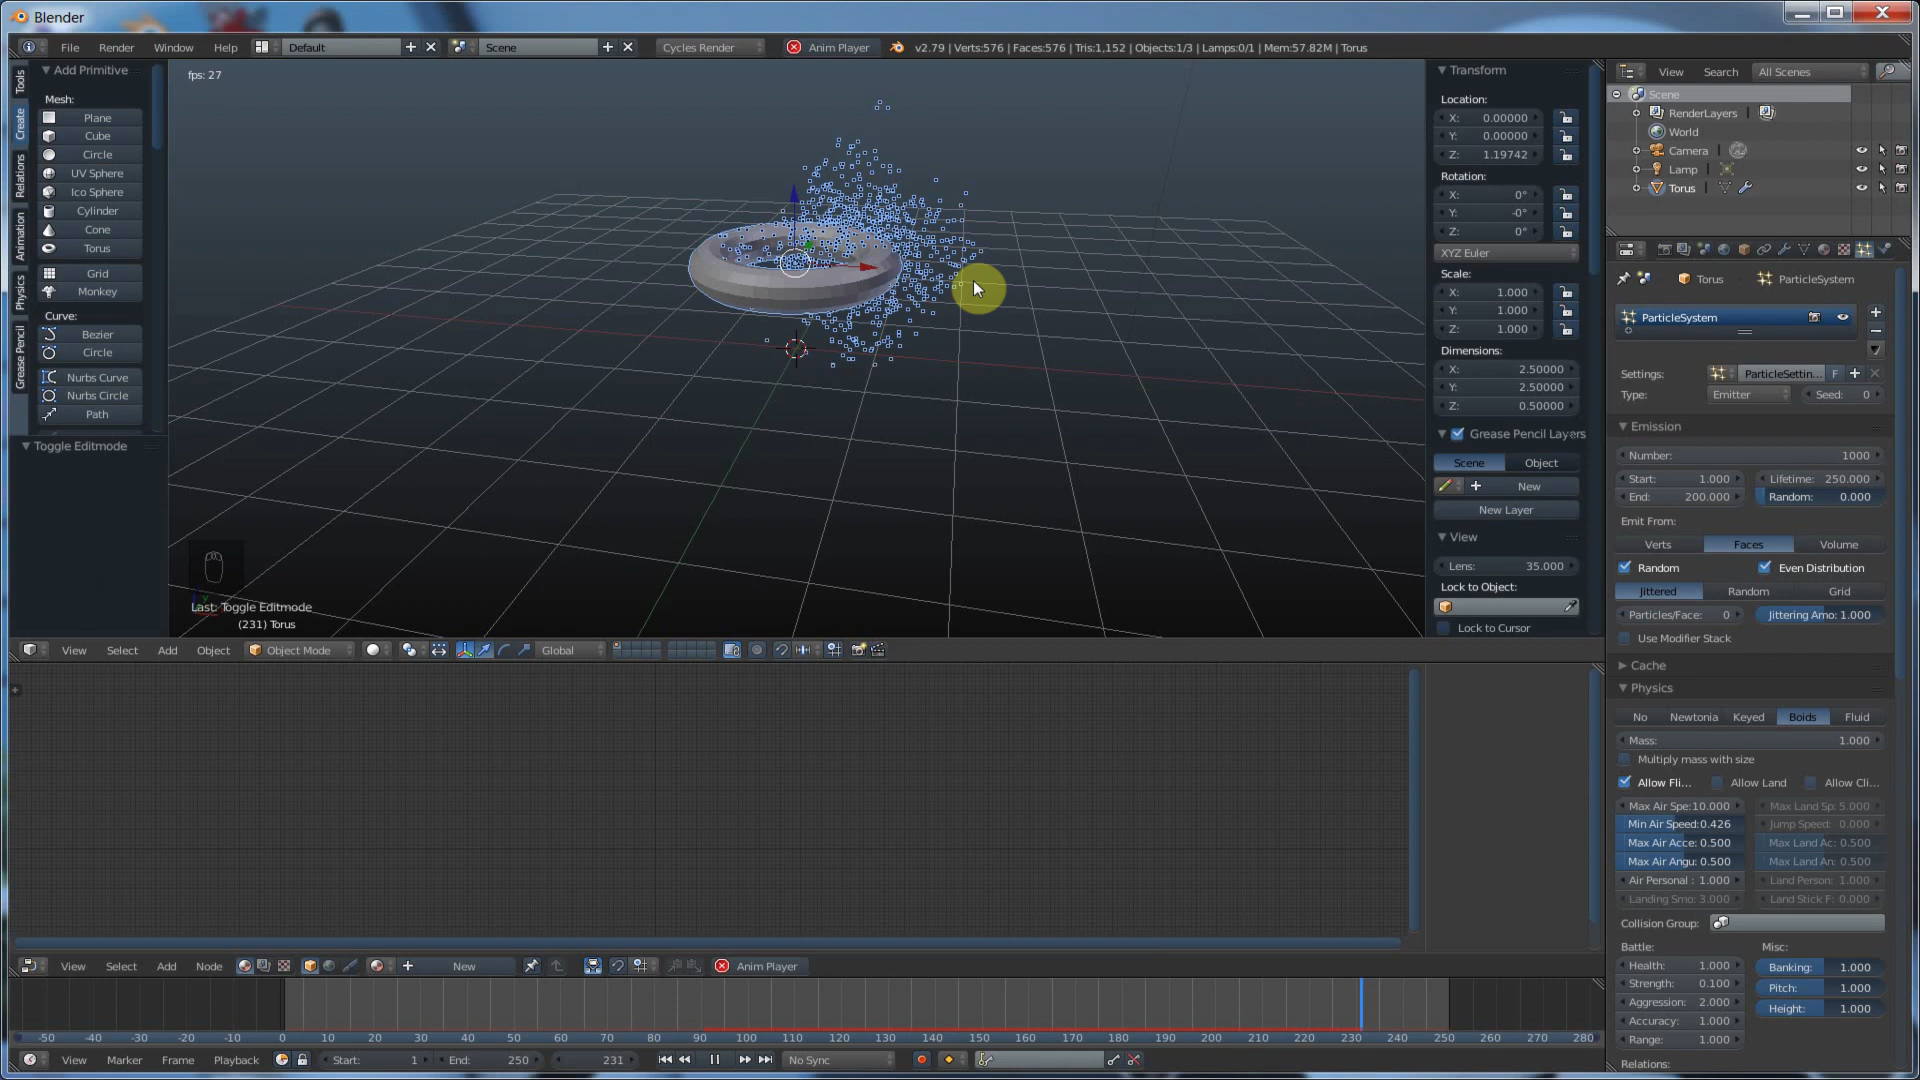 Blender
File Render Window Help Default Scene Cycles Render Anim Player v2.79 | Verts:576 | Faces:576 | Tris:1,152 | Objects:1/3 | Lamps:0/1 | Mem:57.82M | Torus
Tools
Create
Relations
Animation
Physics
Grease Pencil
Add Primitive
Mesh:
Plane
Cube
Circle
UV Sphere
Ico Sphere
Cylinder
Cone
Torus
Grid
Monkey
Curve:
Bezier
Circle
Nurbs Curve
Nurbs Circle
Path
Toggle Editmode
fps: 27
Last: Toggle Editmode
(231) Torus
Transform
Location:
X: 0.00000
Y: 0.00000
Z: 1.19742
Rotation:
X: 0°
Y: -0°
Z: 0°
XYZ Euler
Scale:
X: 1.000
Y: 1.000
Z: 1.000
Dimensions:
X: 2.50000
Y: 2.50000
Z: 0.50000
Grease Pencil Layers
Scene Object
New
New Layer
View
Lens: 35.000
Lock to Object:
Lock to Cursor
View Select Add Object Object Mode Global
View Search All Scenes
Scene
RenderLayers
World
Camera
Lamp
Torus
Torus ParticleSystem
ParticleSystem
Settings: ParticleSettin... F
Type: Emitter Seed: 0
Emission
Number: 1000
Start: 1.000 Lifetime: 250.000
End: 200.000 Random: 0.000
Emit From:
Verts Faces Volume
Random Even Distribution
Jittered Random Grid
Particles/Face: 0 Jittering Amo: 1.000
Use Modifier Stack
Cache
Physics
No Newtonia Keyed Boids Fluid
Mass: 1.000
Multiply mass with size
Allow Fli... Allow Land Allow Cli...
Max Air Spe:10.000 Max Land Sp: 5.000
Min Air Speed:0.426 Jump Speed: 0.000
Max Air Acce: 0.500 Max Land Ac: 0.500
Max Air Angu: 0.500 Max Land An: 0.500
Air Personal : 1.000 Land Person: 1.000
Landing Smo: 3.000 Land Stick F: 0.000
Collision Group:
Battle: Misc:
Health: 1.000 Banking: 1.000
Strength: 0.100 Pitch: 1.000
Aggression: 2.000 Height: 1.000
Accuracy: 1.000
Range: 1.000
Relations:
View Select Add Node New Anim Player
-50 -40 -30 -20 -10 0 10 20 30 40 50 60 70 80 90 100 110 120 130 140 150 160 170 180 190 200 210 220 230 240 250 260 270 280
View Marker Frame Playback Start: 1 End: 250 231 No Sync